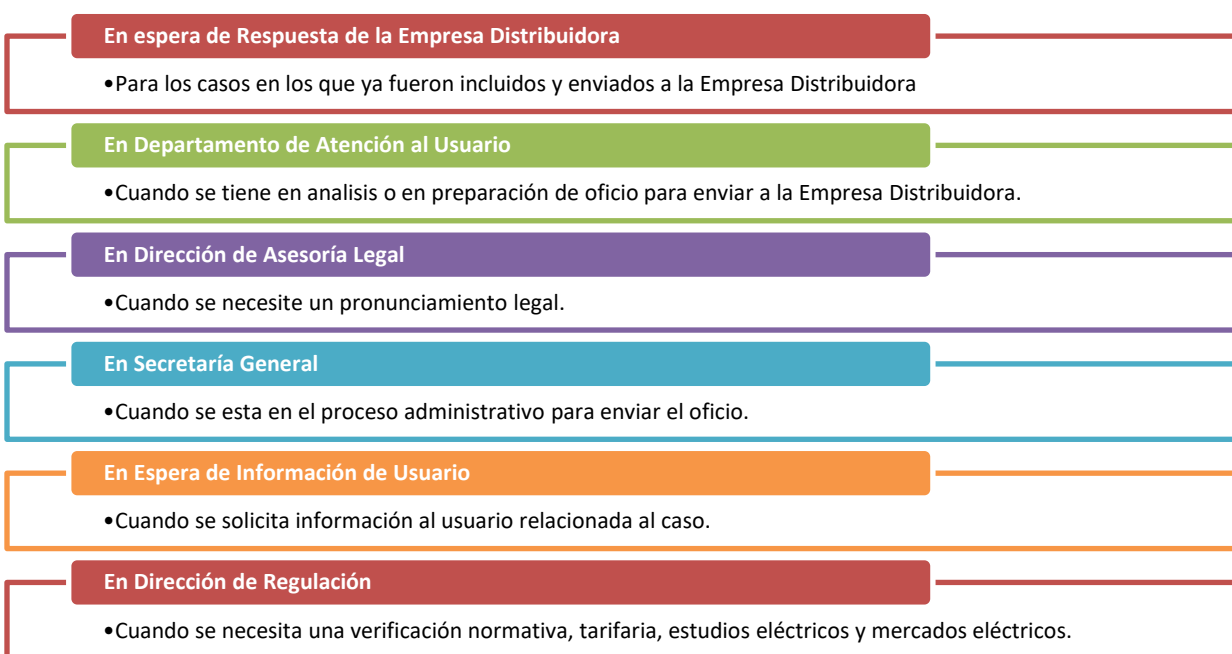 En espera de Respuesta de la Empresa Distribuidora
•Para los casos en los que ya fueron incluidos y enviados a la Empresa Distribuidora
En Departamento de Atención al Usuario
•Cuando se tiene en analisis o en preparación de oficio para enviar a la Empresa Distribuidora.
En Dirección de Asesoría Legal
•Cuando se necesite un pronunciamiento legal.
En Secretaría General
•Cuando se esta en el proceso administrativo para enviar el oficio.
En Espera de Información de Usuario
•Cuando se solicita información al usuario relacionada al caso.
En Dirección de Regulación
•Cuando se necesita una verificación normativa, tarifaria, estudios eléctricos y mercados eléctricos.